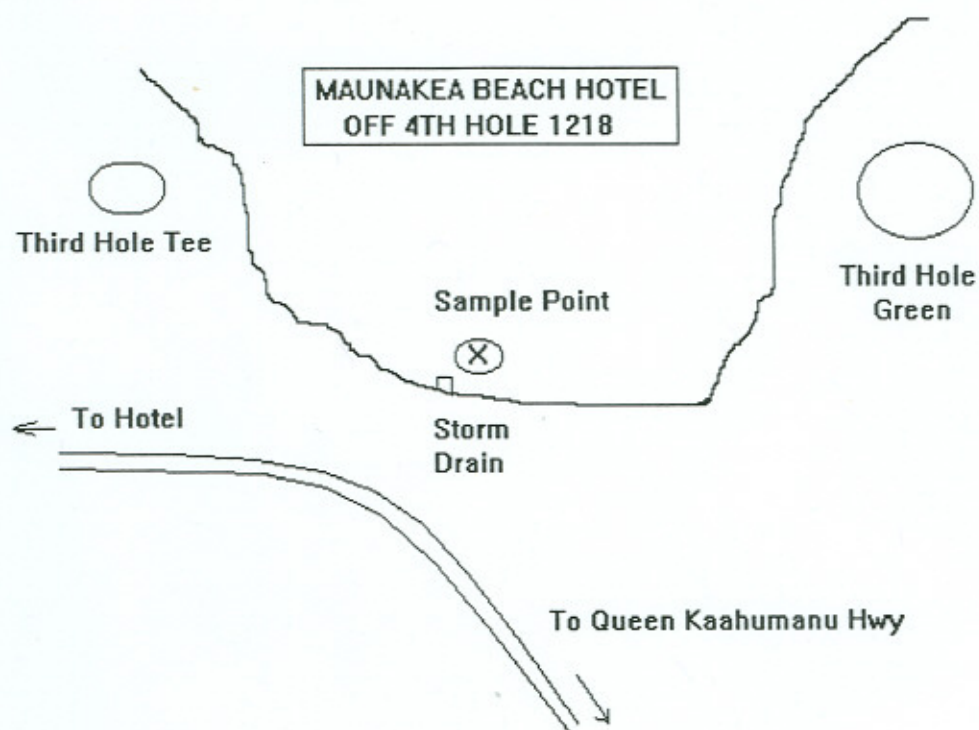 MAUNAKEA BEACH HOTEL
OFF 4TH HOLE 1218
Third Hole Tee
Third Hole
Green
Sample Point
X
To Hotel
Storm
Drain
To Queen Kaahumanu Hwy